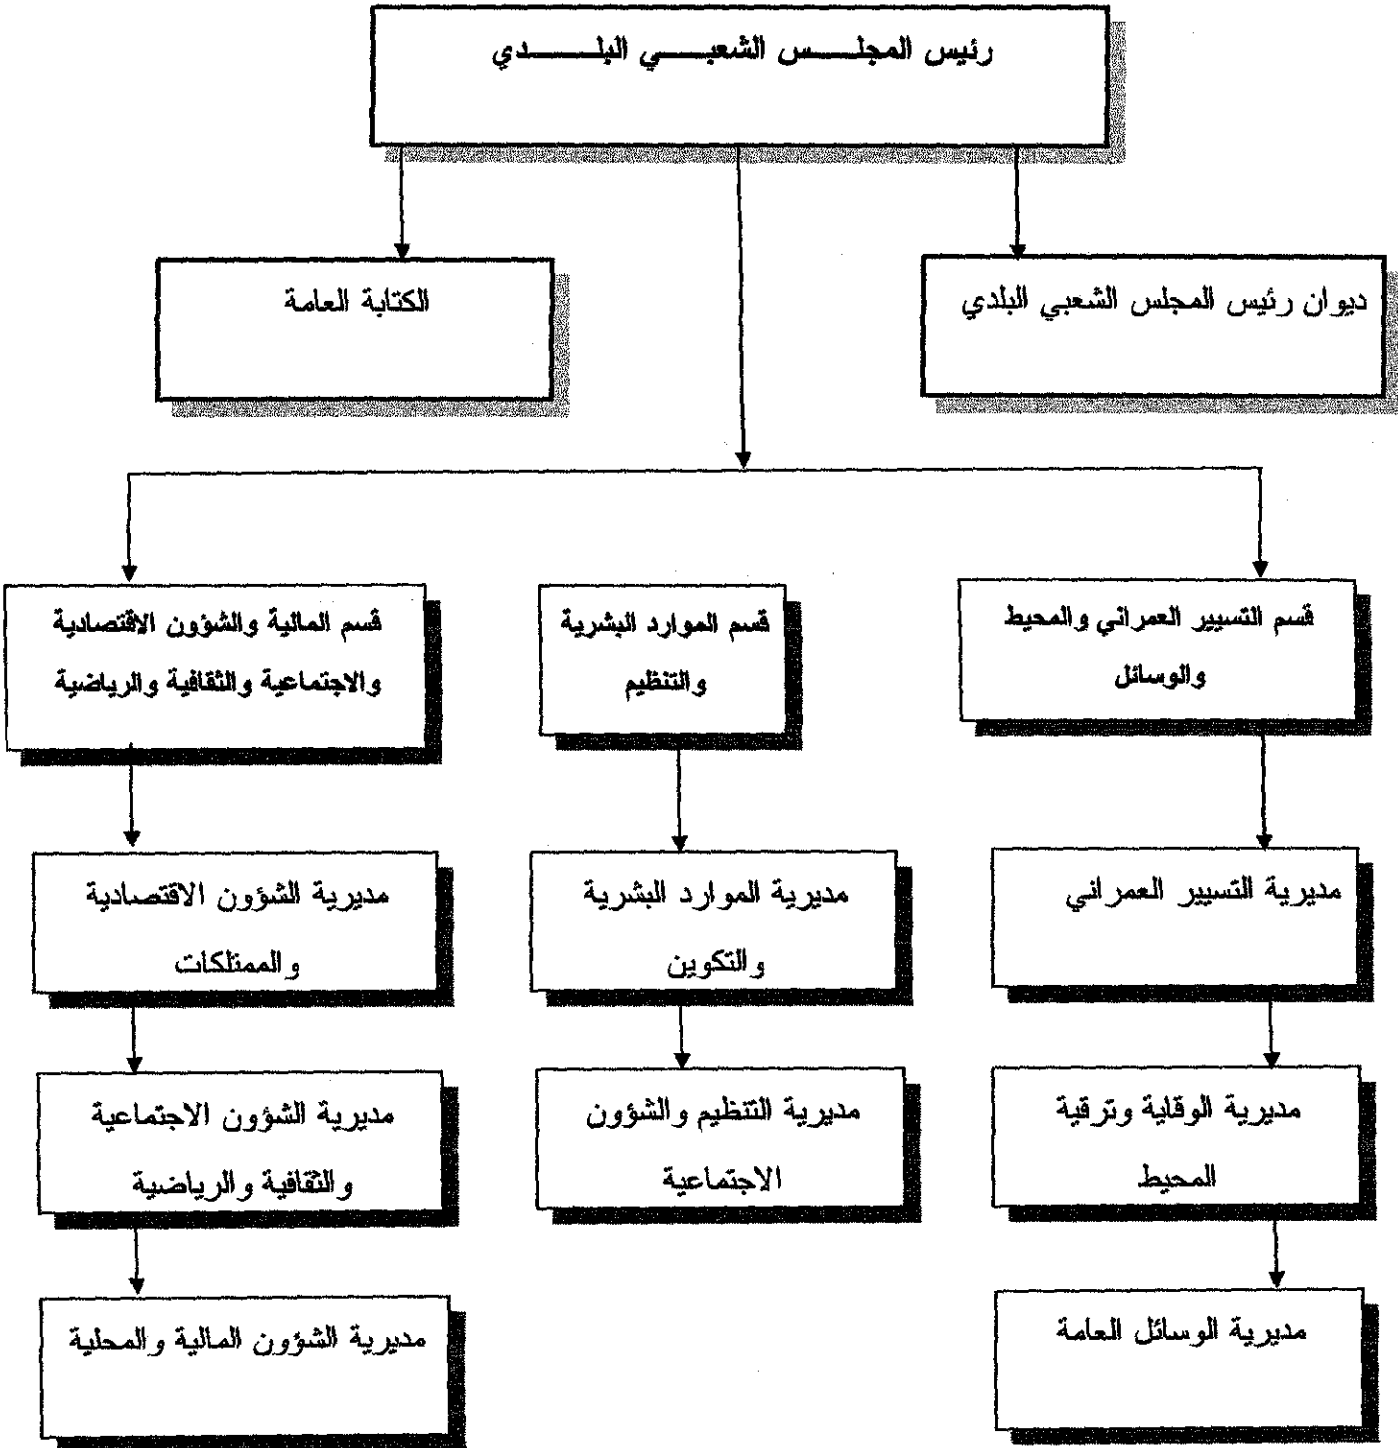 رئيس المجلس الشعبي البلدي
ديوان رئيس المجلس الشعبي البلدي
الكتابة العامة
قسم التسيير العمراني والمحيط
والوسائل
قسم الموارد البشرية
والتنظيم
قسم المالية والشؤون الاقتصادية
والاجتماعية والثقافية والرياضية
مديرية التسيير العمراني
مديرية الموارد البشرية
والتكوين
مديرية الشؤون الاقتصادية
والممتلكات
مديرية الوقاية وترقية
المحيط
مديرية التنظيم والشؤون
الاجتماعية
مديرية الشؤون الاجتماعية
والثقافية والرياضية
مديرية الوسائل العامة
مديرية الشؤون المالية والمحلية